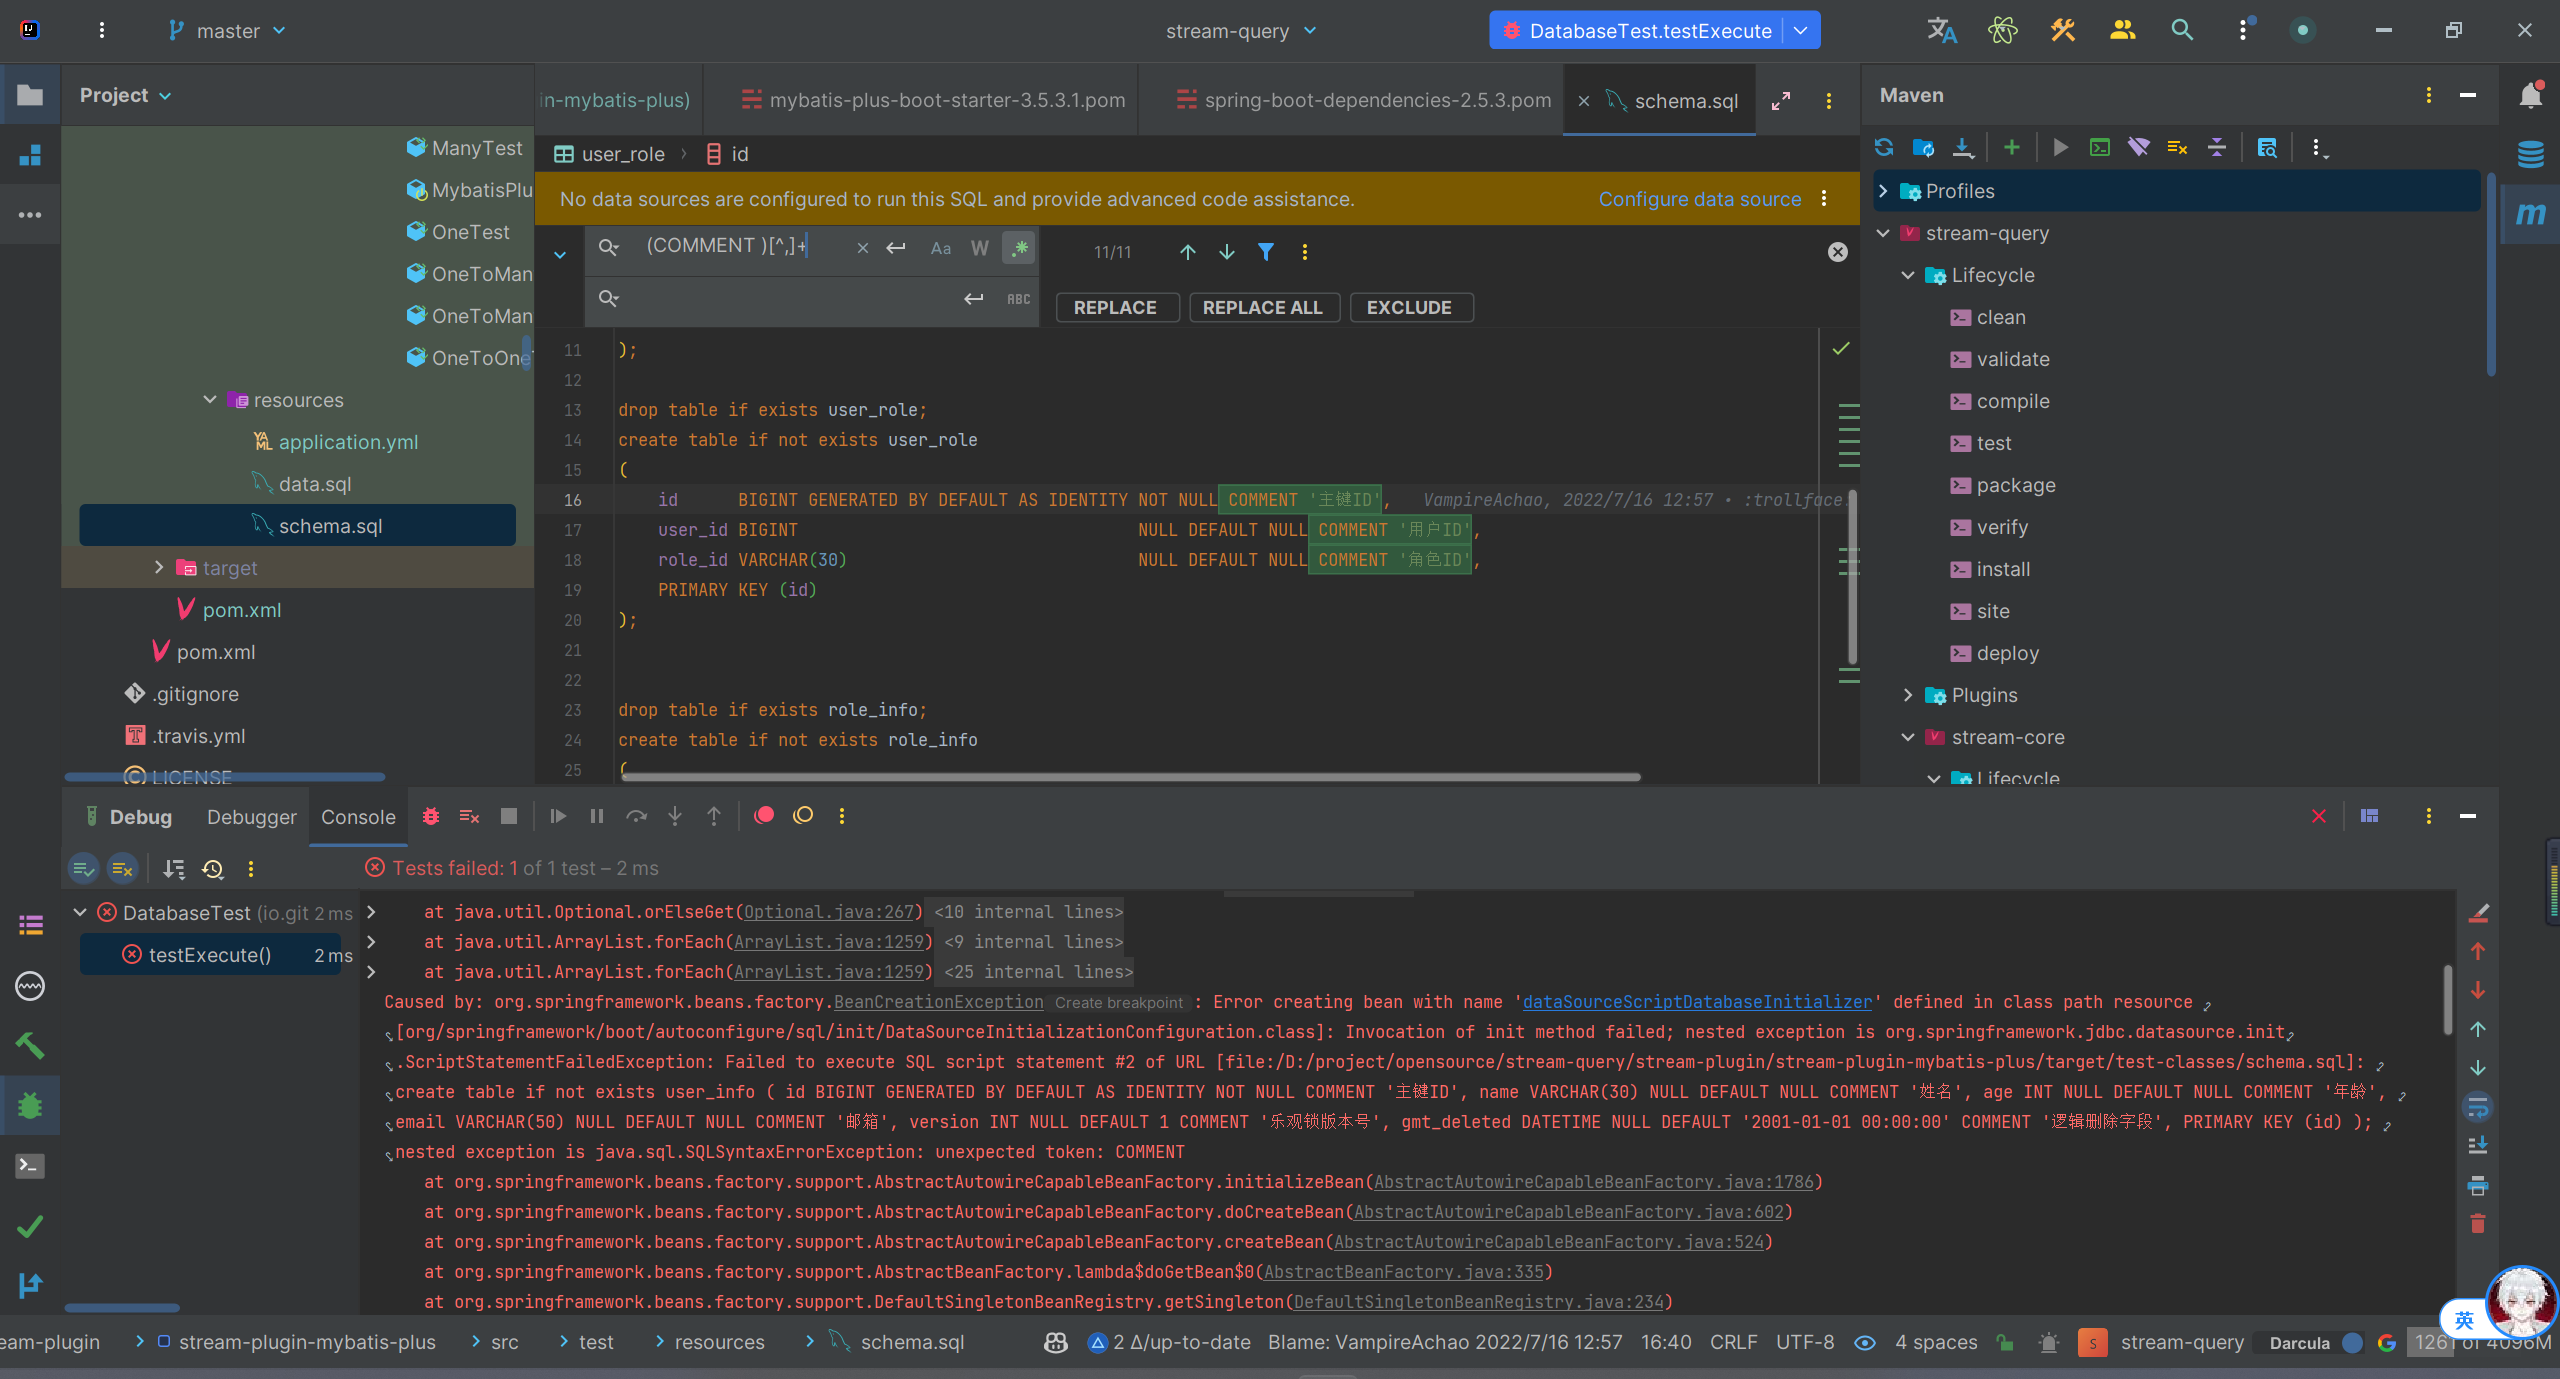 master
stream-query
DatabaseTest.testExecute
Project
in-mybatis-plus)
mybatis-plus-boot-starter-3.5.3.1.pom
spring-boot-dependencies-2.5.3.pom
schema.sql
Maven
ManyTest
MybatisPlu
OneTest
OneToMan
OneToMan
OneToOneT
resources
application.yml
data.sql
schema.sql
target
pom.xml
pom.xml
.gitignore
.travis.yml
LICENSE
user_role
id
No data sources are configured to run this SQL and provide advanced code assistance.
Configure data source
(COMMENT )[^,]+
Aa W .*
11/11
ABC
REPLACE
REPLACE ALL
EXCLUDE
11 );
12
13 drop table if exists user_role;
14 create table if not exists user_role
15 (
16 id BIGINT GENERATED BY DEFAULT AS IDENTITY NOT NULL COMMENT '主键ID', VampireAchao, 2022/7/16 12:57 • :trollface:
17 user_id BIGINT NULL DEFAULT NULL COMMENT '用户ID',
18 role_id VARCHAR(30) NULL DEFAULT NULL COMMENT '角色ID',
19 PRIMARY KEY (id)
20 );
21
22
23 drop table if exists role_info;
24 create table if not exists role_info
25 (
Profiles
stream-query
Lifecycle
clean
validate
compile
test
package
verify
install
site
deploy
Plugins
stream-core
Lifecycle
Debug
Debugger
Console
Tests failed: 1 of 1 test – 2 ms
DatabaseTest (io.git 2 ms
testExecute() 2 ms
at java.util.Optional.orElseGet(Optional.java:267) <10 internal lines>
at java.util.ArrayList.forEach(ArrayList.java:1259) <9 internal lines>
at java.util.ArrayList.forEach(ArrayList.java:1259) <25 internal lines>
Caused by: org.springframework.beans.factory.BeanCreationException Create breakpoint : Error creating bean with name 'dataSourceScriptDatabaseInitializer' defined in class path resource
[org/springframework/boot/autoconfigure/sql/init/DataSourceInitializationConfiguration.class]: Invocation of init method failed; nested exception is org.springframework.jdbc.datasource.init
.ScriptStatementFailedException: Failed to execute SQL script statement #2 of URL [file:/D:/project/opensource/stream-query/stream-plugin/stream-plugin-mybatis-plus/target/test-classes/schema.sql]:
create table if not exists user_info ( id BIGINT GENERATED BY DEFAULT AS IDENTITY NOT NULL COMMENT '主键ID', name VARCHAR(30) NULL DEFAULT NULL COMMENT '姓名', age INT NULL DEFAULT NULL COMMENT '年龄',
email VARCHAR(50) NULL DEFAULT NULL COMMENT '邮箱', version INT NULL DEFAULT 1 COMMENT '乐观锁版本号', gmt_deleted DATETIME NULL DEFAULT '2001-01-01 00:00:00' COMMENT '逻辑删除字段', PRIMARY KEY (id) );
nested exception is java.sql.SQLSyntaxErrorException: unexpected token: COMMENT
at org.springframework.beans.factory.support.AbstractAutowireCapableBeanFactory.initializeBean(AbstractAutowireCapableBeanFactory.java:1786)
at org.springframework.beans.factory.support.AbstractAutowireCapableBeanFactory.doCreateBean(AbstractAutowireCapableBeanFactory.java:602)
at org.springframework.beans.factory.support.AbstractAutowireCapableBeanFactory.createBean(AbstractAutowireCapableBeanFactory.java:524)
at org.springframework.beans.factory.support.AbstractBeanFactory.lambda$doGetBean$0(AbstractBeanFactory.java:335)
at org.springframework.beans.factory.support.DefaultSingletonBeanRegistry.getSingleton(DefaultSingletonBeanRegistry.java:234)
英
eam-plugin
stream-plugin-mybatis-plus
src
test
resources
schema.sql
2 Δ/up-to-date
Blame: VampireAchao 2022/7/16 12:57
16:40
CRLF
UTF-8
4 spaces
stream-query
Darcula
of 4096M